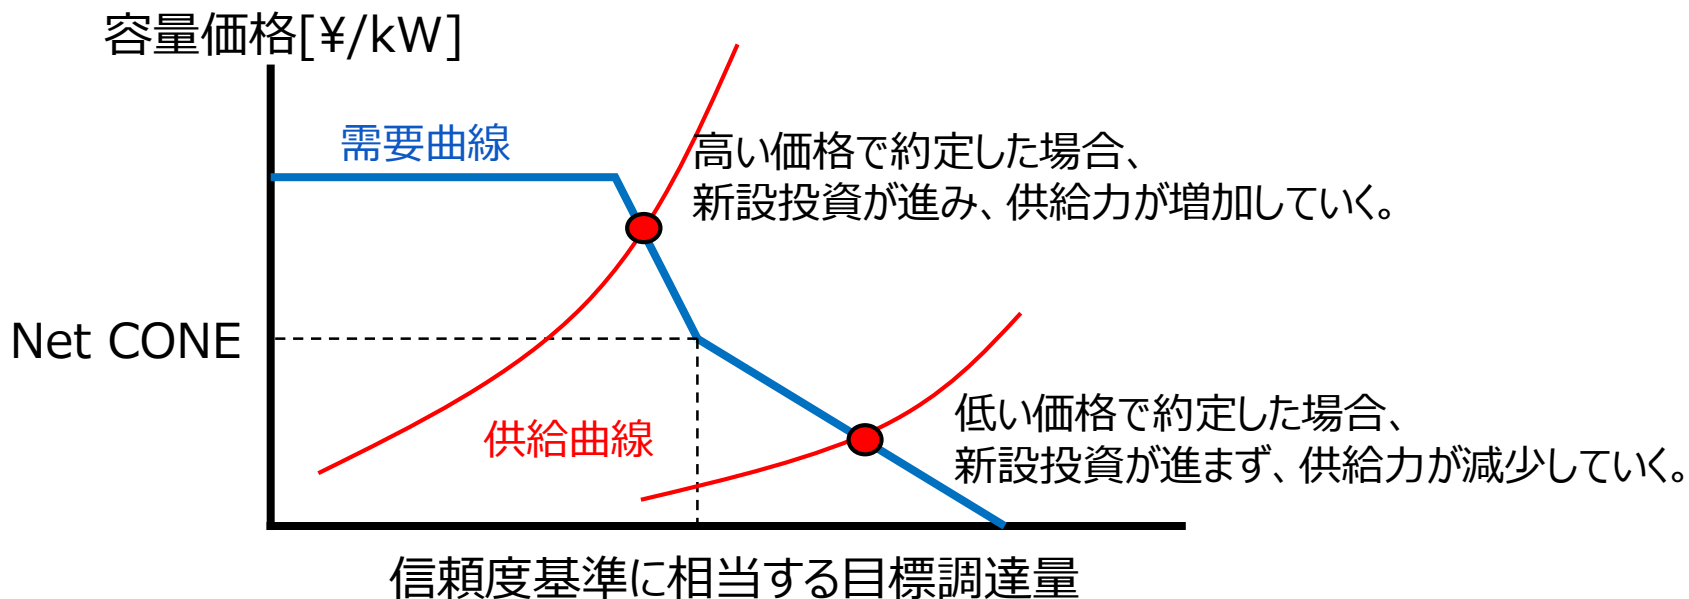 容量価格[¥/kW]
需要曲線
高い価格で約定した場合、
新設投資が進み、供給力が増加していく。
Net CONE
供給曲線
低い価格で約定した場合、
新設投資が進まず、供給力が減少していく。
信頼度基準に相当する目標調達量